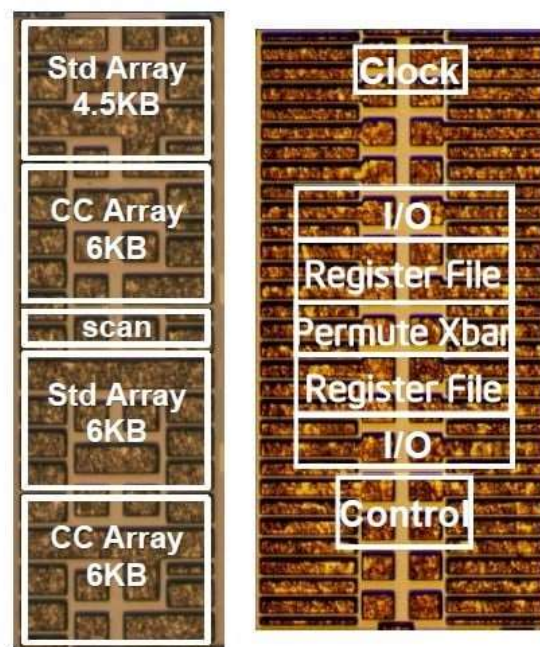 Std Array
4.5KB
CC Array
6KB
scan
Std Array
6KB
CC Array
6KB
Clock
I/O
Register File
Permute Xbar
Register File
I/O
Control